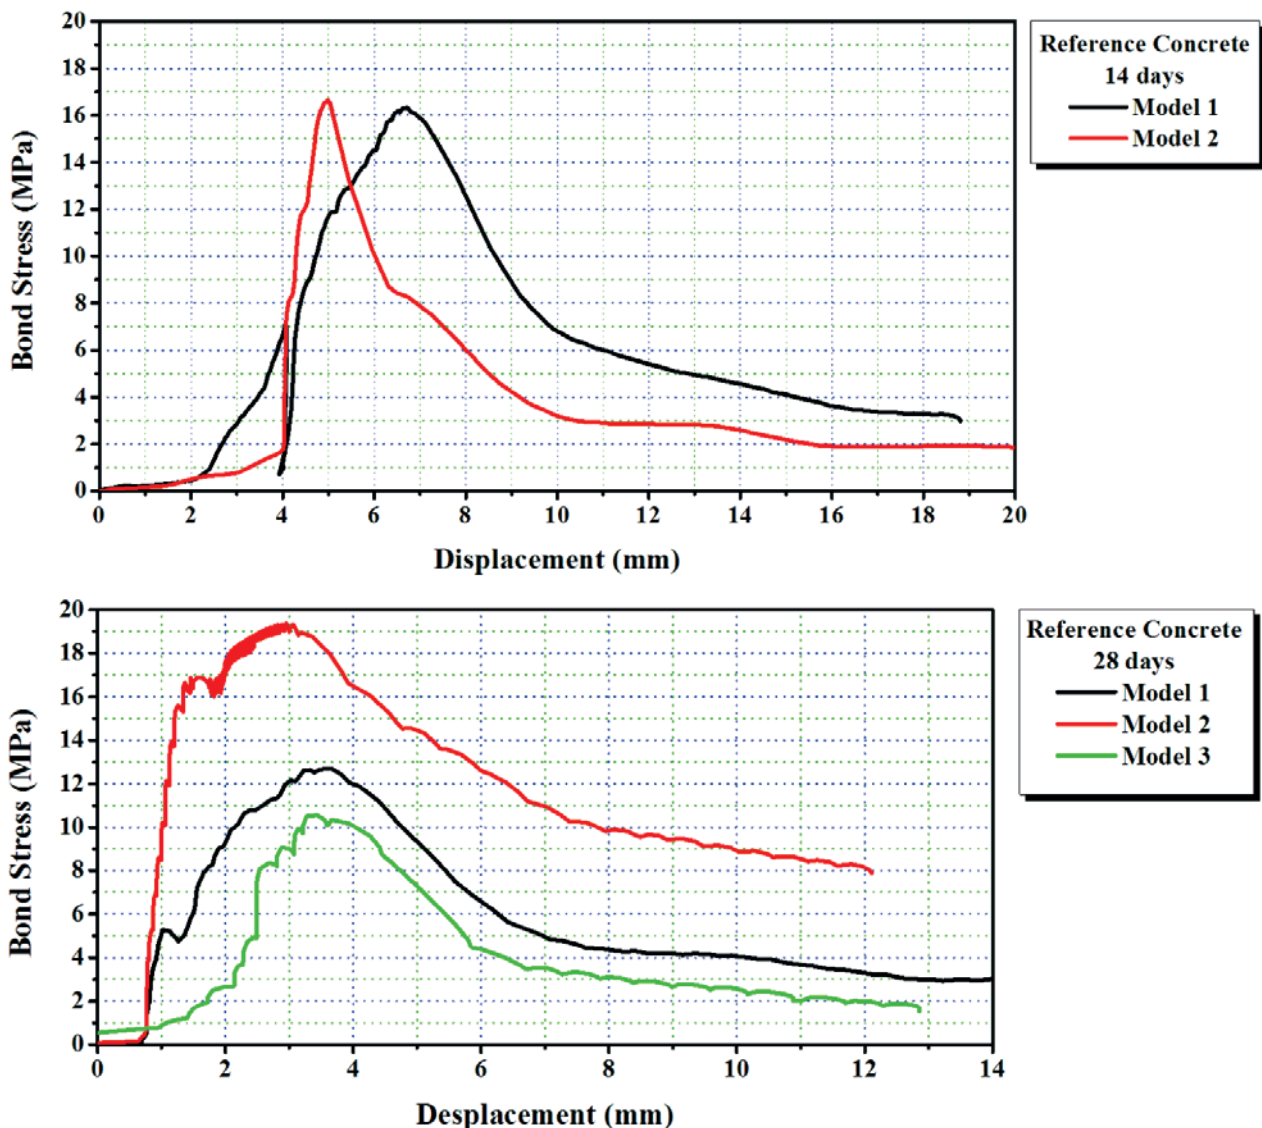 20
18
16
14
12
10
8
6
4
2
0
Bond Stress (MPa)
0 2 4 6 8 10 12 14 16 18 20
Displacement (mm)
Reference Concrete
14 days
Model 1
Model 2
20
18
16
14
12
10
8
6
4
2
0
Bond Stress (MPa)
0 2 4 6 8 10 12 14
Desplacement (mm)
Reference Concrete
28 days
Model 1
Model 2
Model 3